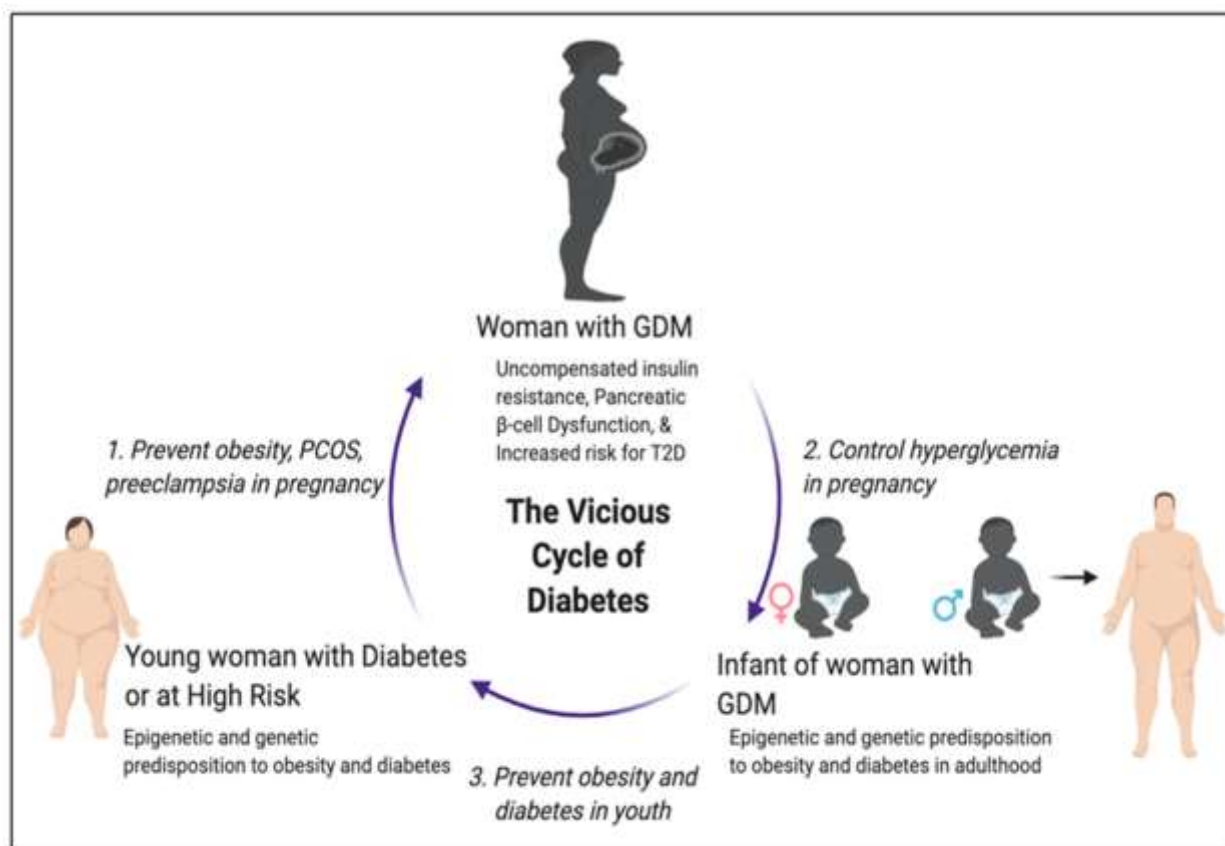 Woman with GDM
Uncompensated insulin
resistance, Pancreatic
β-cell Dysfunction, &
Increased risk for T2D
1. Prevent obesity, PCOS,
preeclampsia in pregnancy
2. Control hyperglycemia
in pregnancy
The Vicious
Cycle of
Diabetes
Young woman with Diabetes
or at High Risk
Epigenetic and genetic
predisposition to obesity and diabetes
Infant of woman with
GDM
Epigenetic and genetic predisposition
to obesity and diabetes in adulthood
3. Prevent obesity and
diabetes in youth